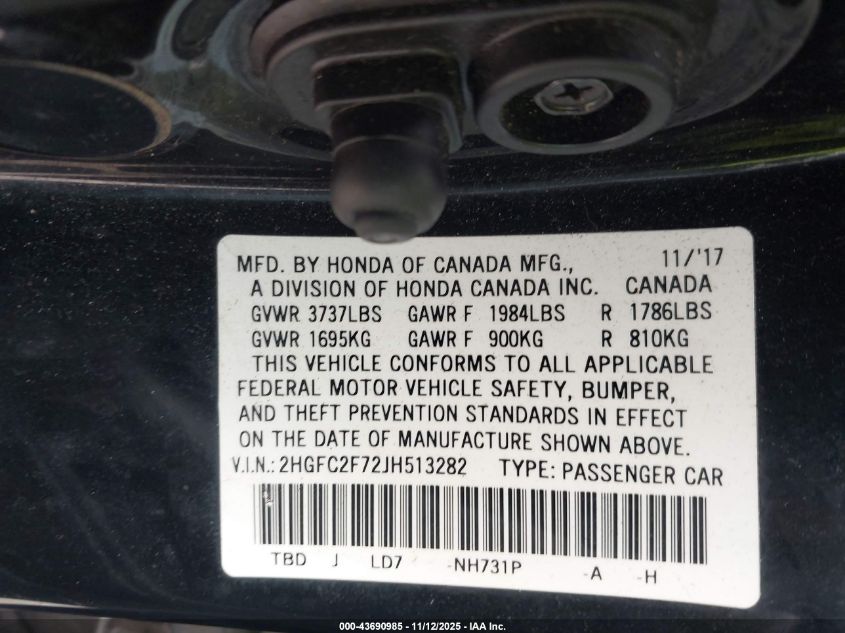 MFD. BY HONDA OF CANADA MFG., 11/'17
A DIVISION OF HONDA CANADA INC. CANADA
GVWR 3737LBS GAWR F 1984LBS R 1786LBS
GVWR 1695KG GAWR F 900KG R 810KG
THIS VEHICLE CONFORMS TO ALL APPLICABLE
FEDERAL MOTOR VEHICLE SAFETY, BUMPER,
AND THEFT PREVENTION STANDARDS IN EFFECT
ON THE DATE OF MANUFACTURE SHOWN ABOVE.
V.I.N.: 2HGFC2F72JH513282 TYPE: PASSENGER CAR
TBD J LD7 -NH731P -A -H
000-43690985 - 11/12/2025 - IAA Inc.